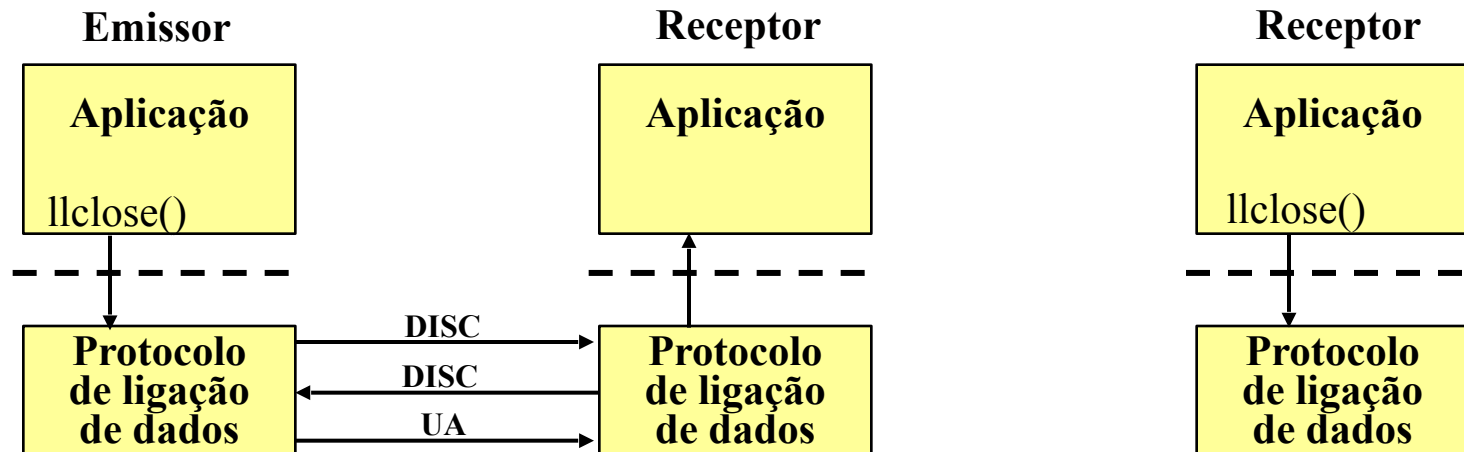 Emissor
Receptor
Receptor
Aplicação
Aplicação
Aplicação
llclose()
llclose()
DISC
DISC
UA
Protocolo
de ligação
de dados
Protocolo
de ligação
de dados
Protocolo
de ligação
de dados